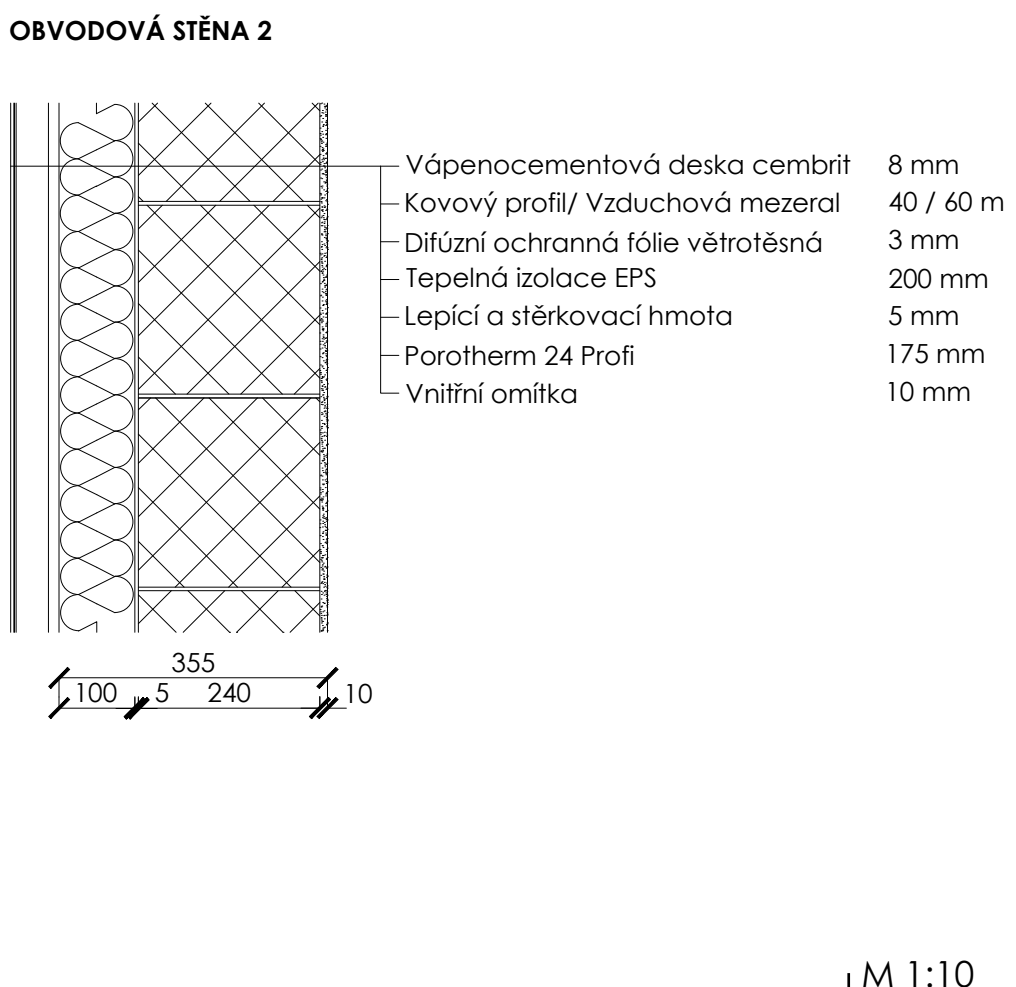 OBVODOVÁ STĚNA 2
Vápenocementová deska cembrit 8 mm
Kovový profil/ Vzduchová mezeral 40 / 60 m
Difúzní ochranná fólie větrotěsná 3 mm
Tepelná izolace EPS 200 mm
Lepící a stěrkovací hmota 5 mm
Porotherm 24 Profi 175 mm
Vnitřní omítka 10 mm
355
100 5 240 10
M 1:10